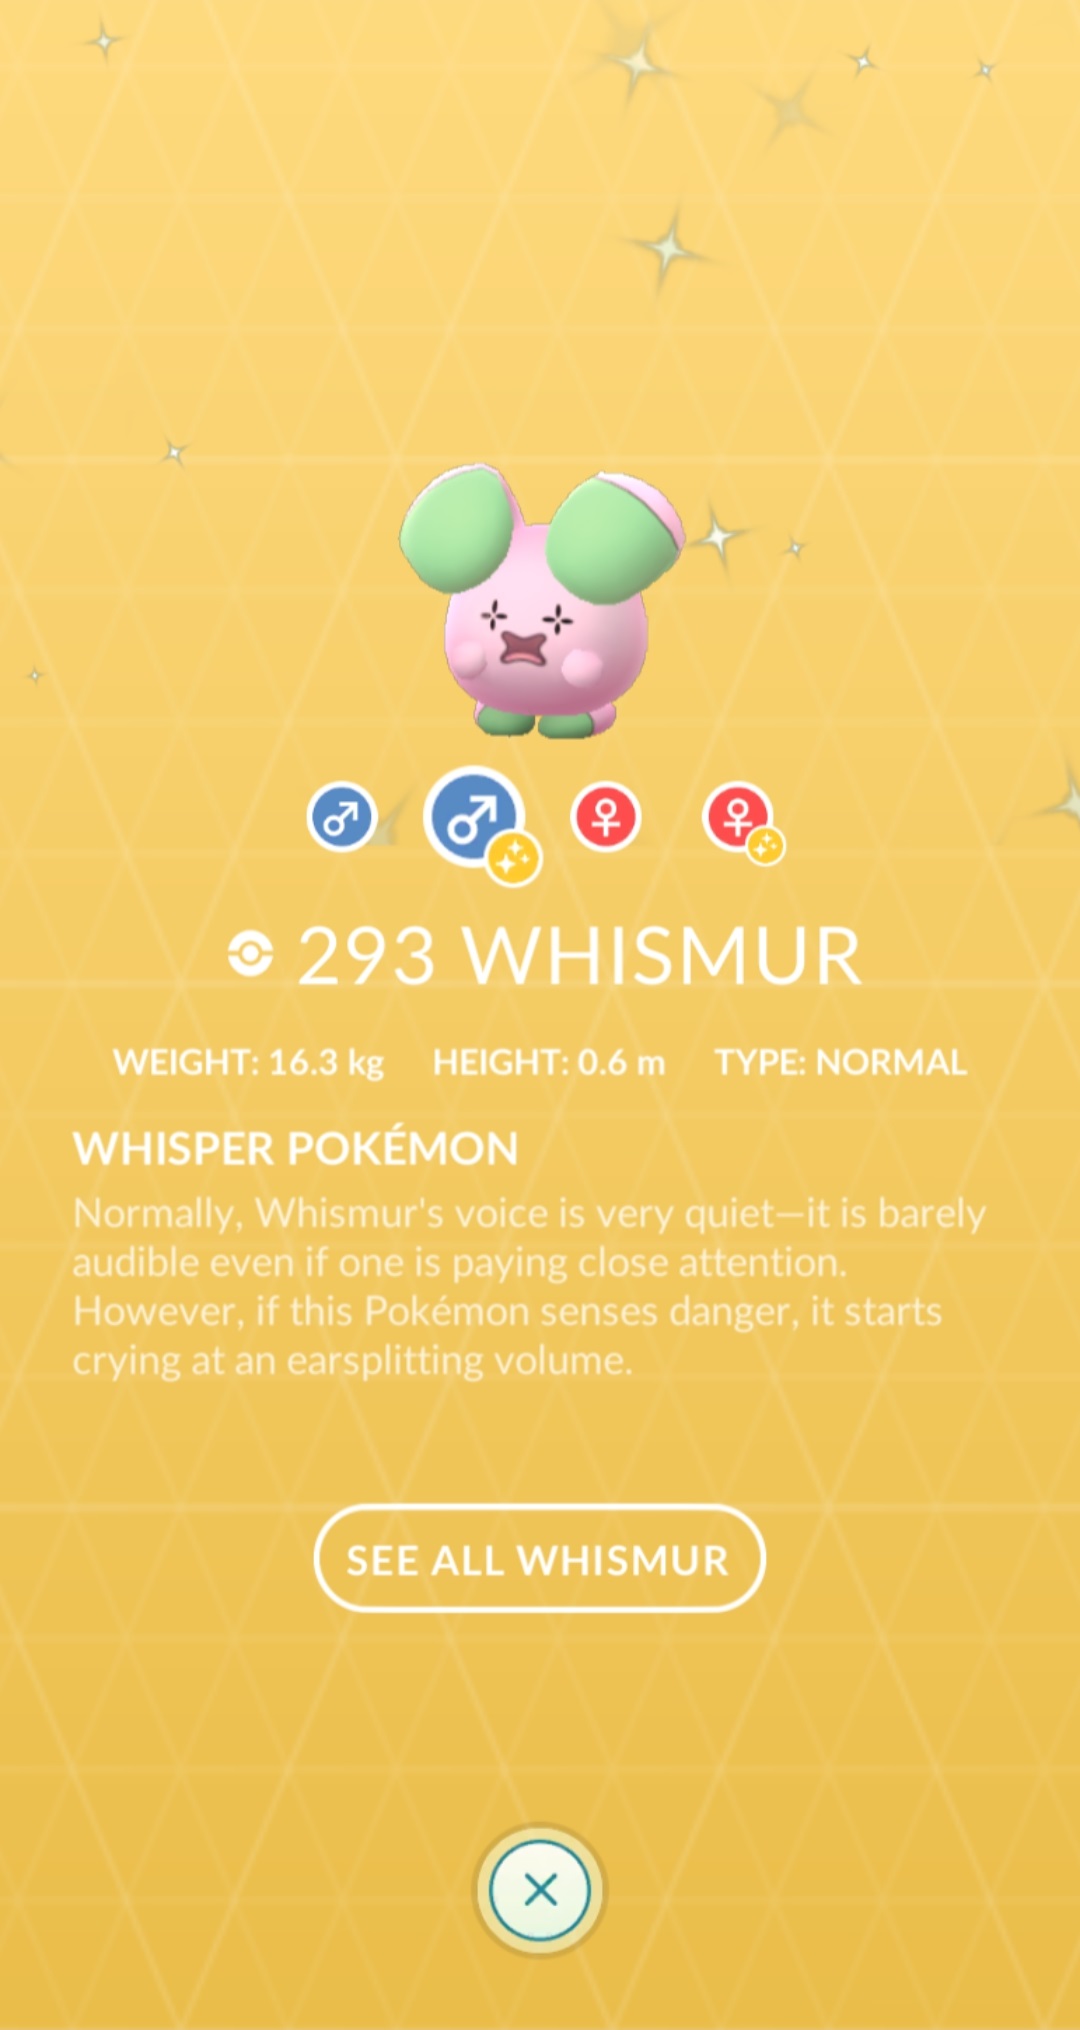 293 WHISMUR
WEIGHT: 16.3 kg HEIGHT: 0.6 m TYPE: NORMAL
WHISPER POKÉMON
Normally, Whismur's voice is very quiet—it is barely
audible even if one is paying close attention.
However, if this Pokémon senses danger, it starts
crying at an earsplitting volume.
SEE ALL WHISMUR